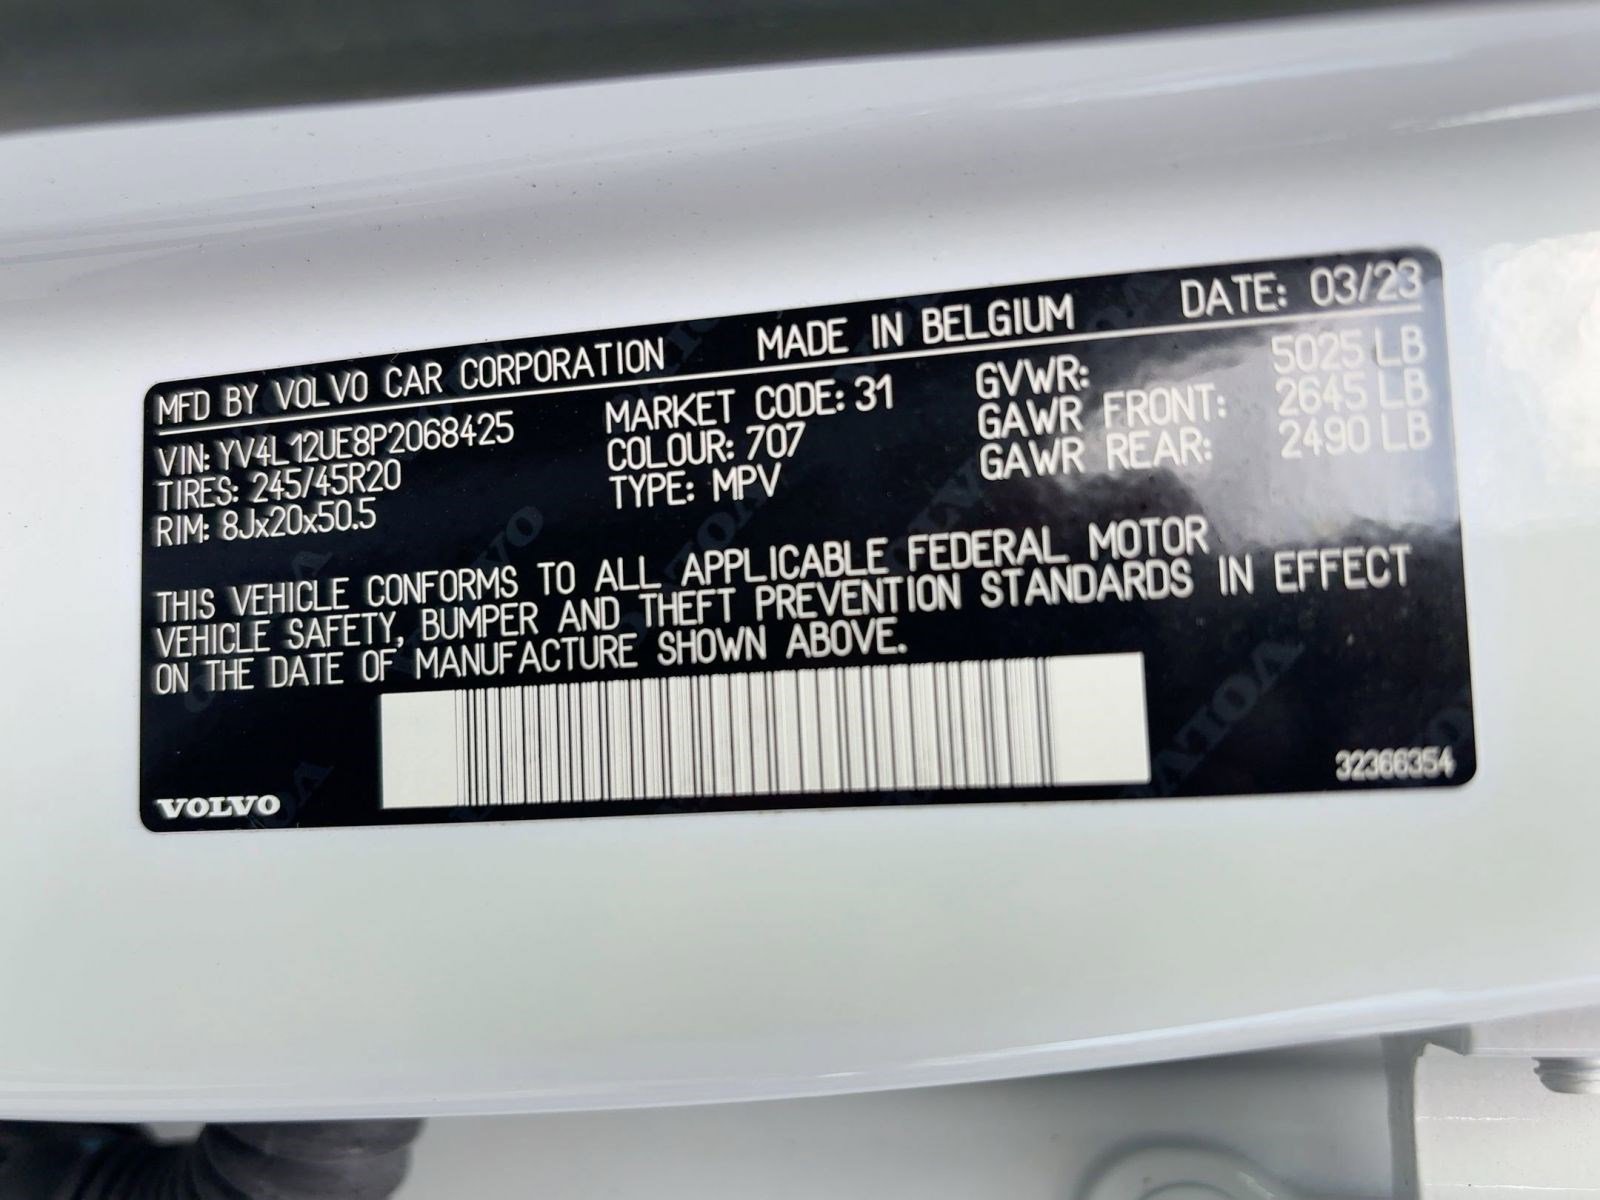 MFD BY VOLVO CAR CORPORATION MADE IN BELGIUM DATE: 03/23
VIN: YV4L12UE8P2068425 MARKET CODE: 31 GVWR: 5025 LB
TIRES: 245/45R20 COLOUR: 707 GAWR FRONT: 2645 LB
RIM: 8Jx20x50.5 TYPE: MPV GAWR REAR: 2490 LB
THIS VEHICLE CONFORMS TO ALL APPLICABLE FEDERAL MOTOR
VEHICLE SAFETY, BUMPER AND THEFT PREVENTION STANDARDS IN EFFECT
ON THE DATE OF MANUFACTURE SHOWN ABOVE.
VOLVO 32366354